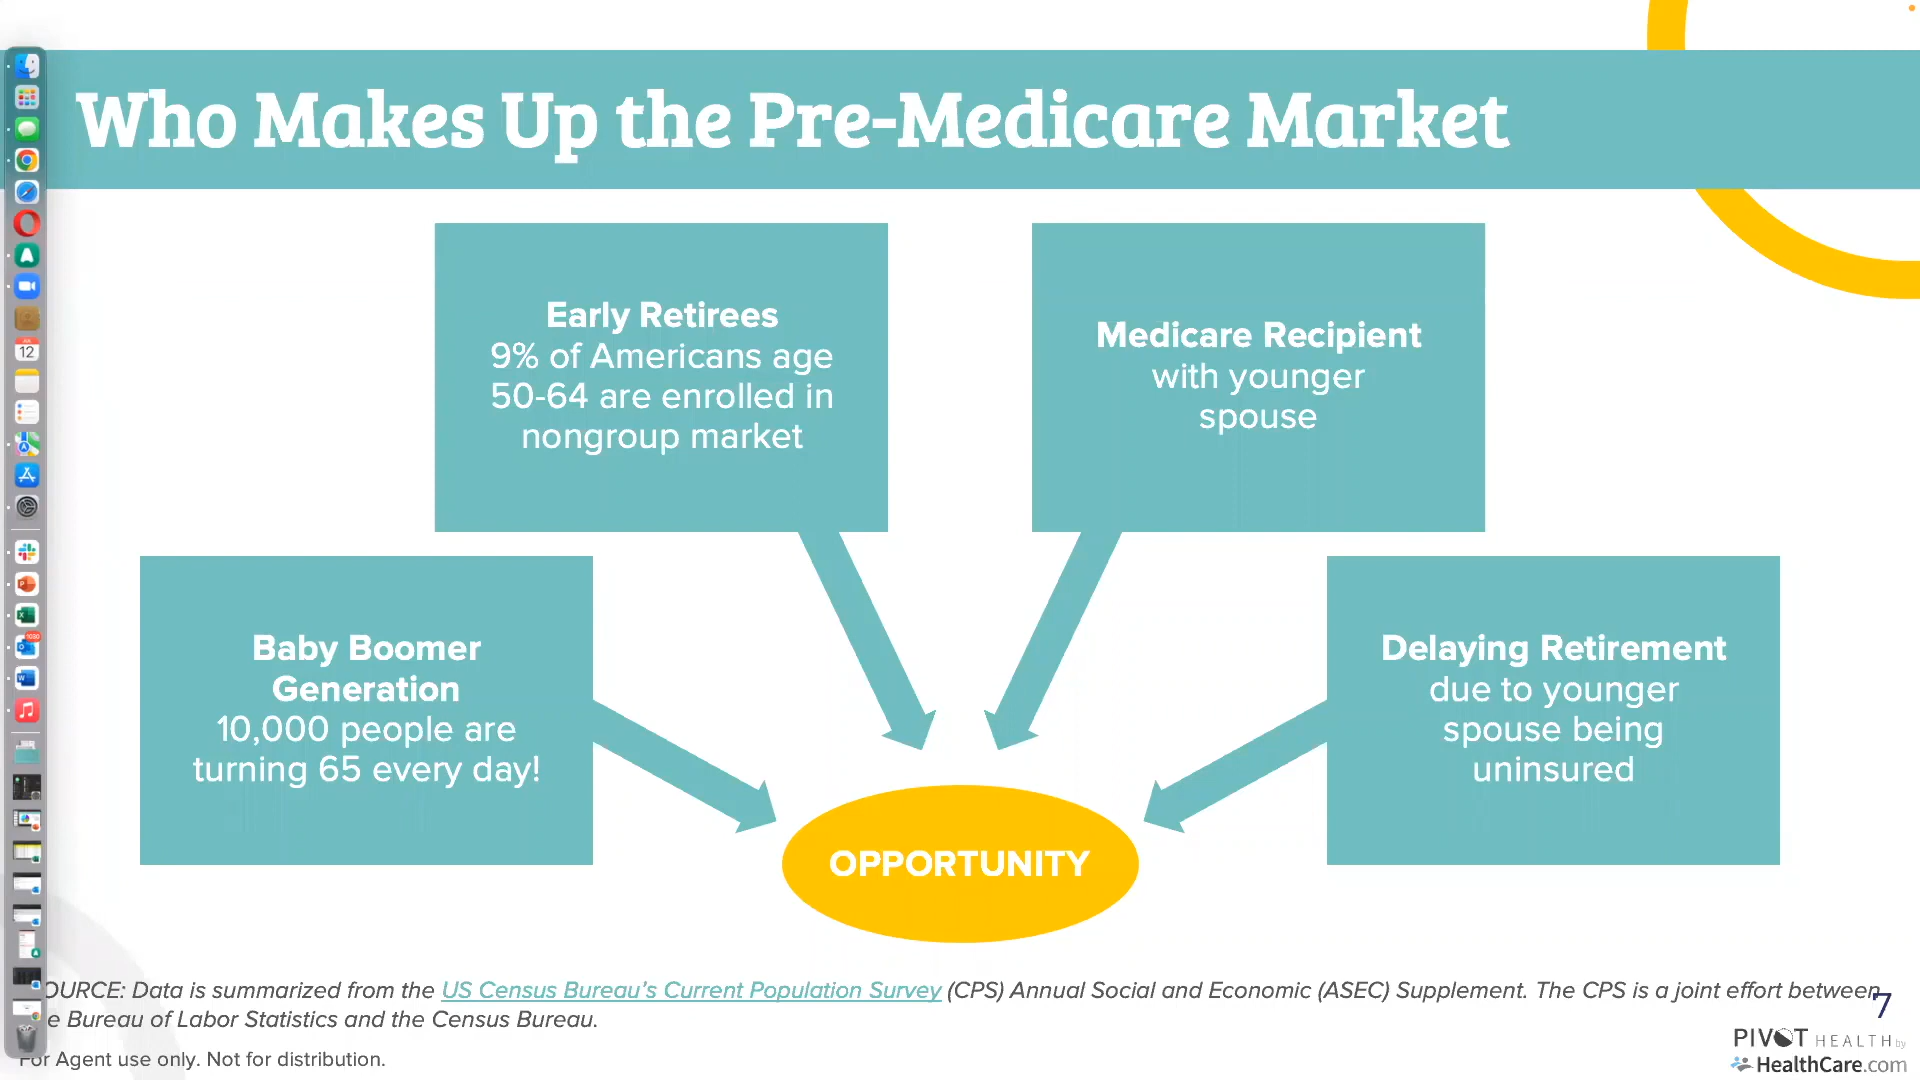 Who Makes Up the Pre-Medicare Market
Early Retirees
9% of Americans age
50-64 are enrolled in
nongroup market
Medicare Recipient
with younger
spouse
Baby Boomer
Generation
10,000 people are
turning 65 every day!
Delaying Retirement
due to younger
spouse being
uninsured
OPPORTUNITY
OURCE: Data is summarized from the US Census Bureau's Current Population Survey (CPS) Annual Social and Economic (ASEC) Supplement. The CPS is a joint effort between
e Bureau of Labor Statistics and the Census Bureau.
7
For Agent use only. Not for distribution.
PIVOT HEALTH by
HealthCare.com
12